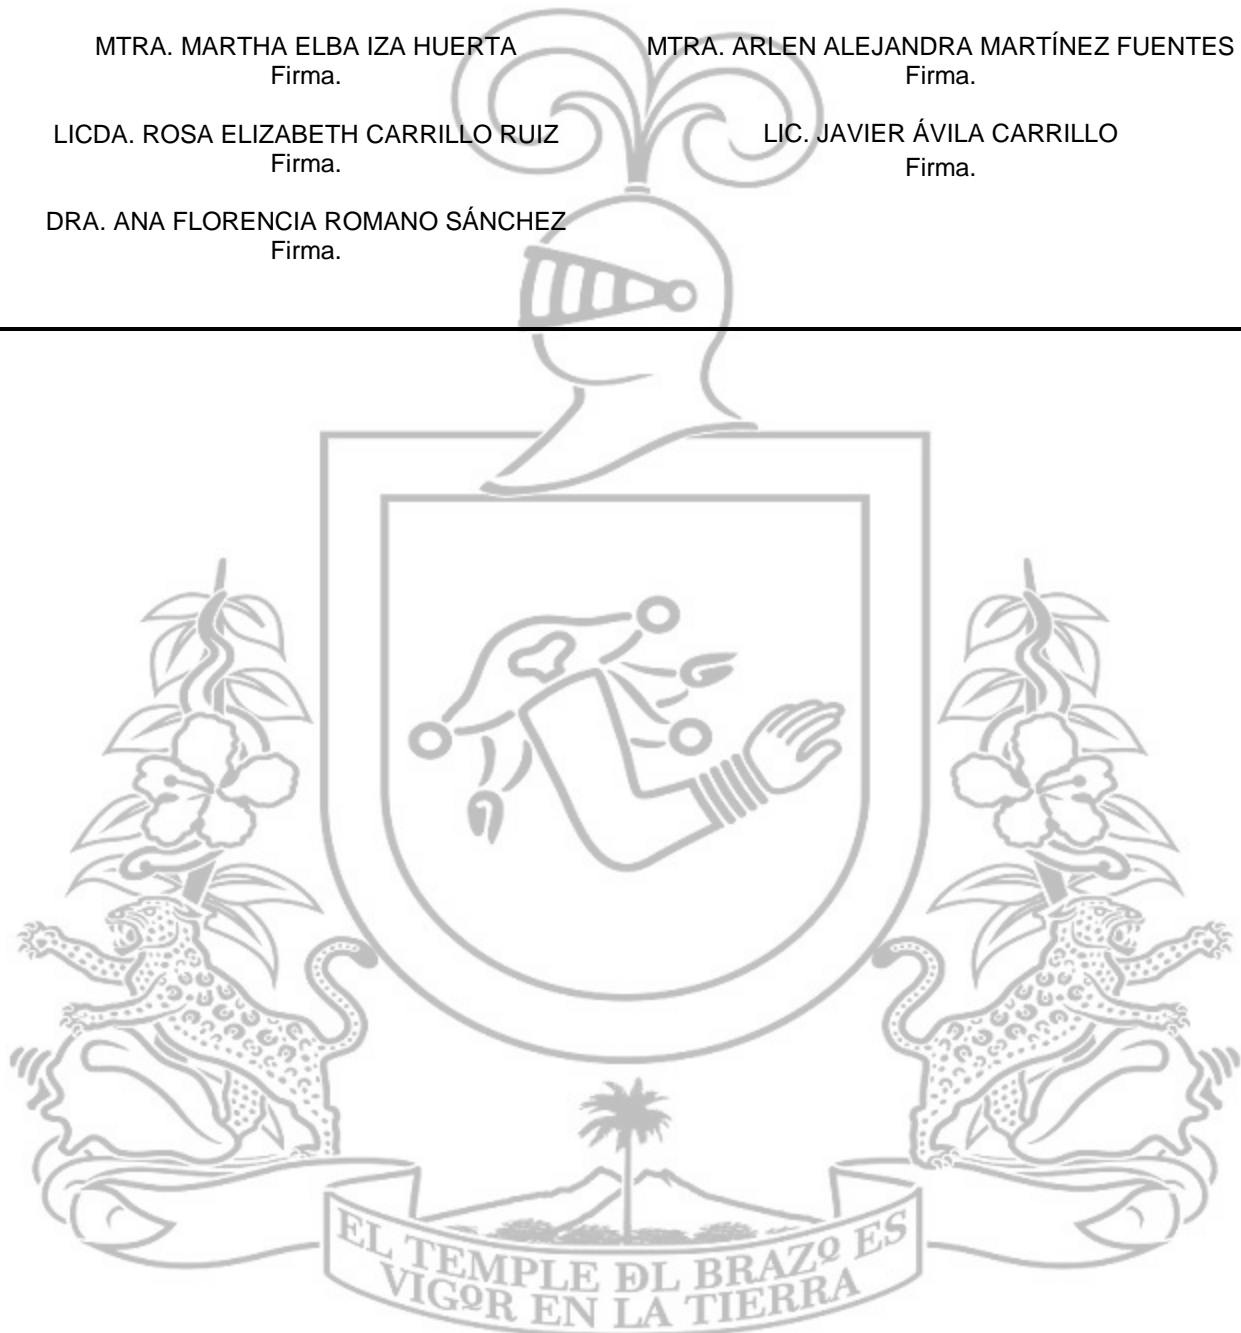 MTRA. MARTHA ELBA IZA HUERTA
Firma.
MTRA. ARLEN ALEJANDRA MARTÍNEZ FUENTES
Firma.
LICDA. ROSA ELIZABETH CARRILLO RUIZ
Firma.
LIC. JAVIER ÁVILA CARRILLO
Firma.
DRA. ANA FLORENCIA ROMANO SÁNCHEZ
Firma.
EL TEMPLE ĐL BRAZO ES
VIGOR EN LA TIERRA